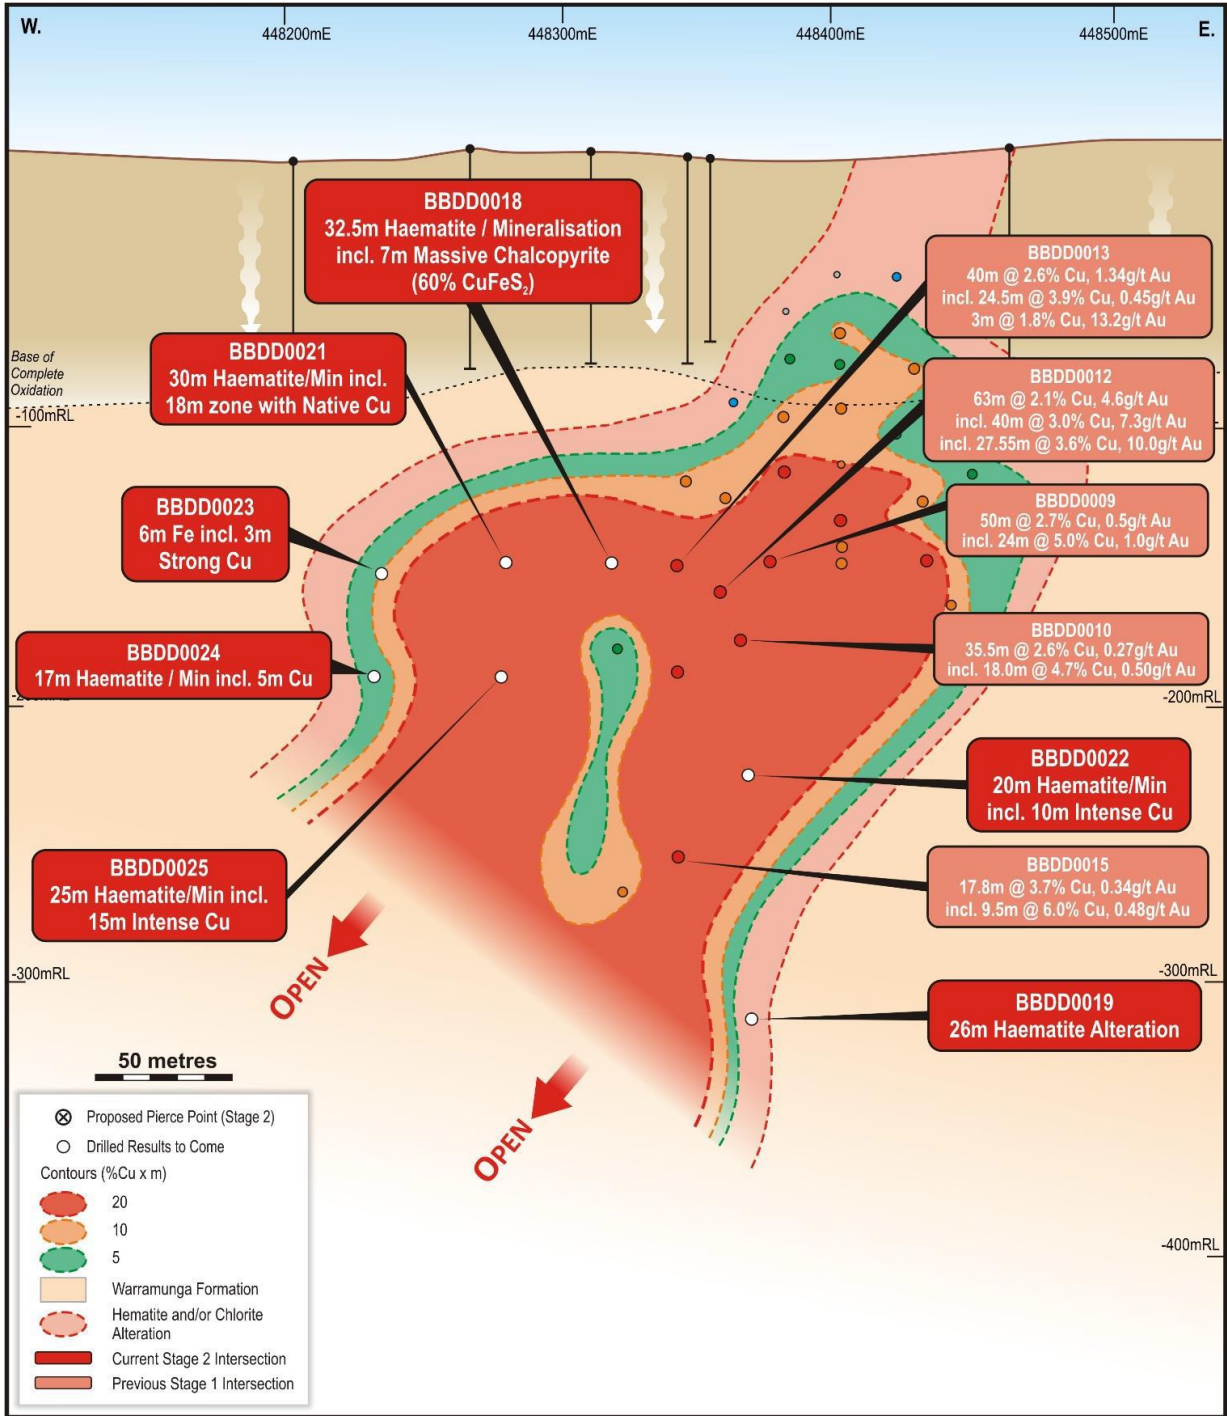 W.
448200mE
448300mE
448400mE
448500mE
E.
BBDD0018
32.5m Haematite / Mineralisation
incl. 7m Massive Chalcopyrite
(60% CuFeS₂)
BBDD0013
40m @ 2.6% Cu, 1.34g/t Au
incl. 24.5m @ 3.9% Cu, 0.45g/t Au
3m @ 1.8% Cu, 13.2g/t Au
BBDD0021
30m Haematite/Min incl.
18m zone with Native Cu
Base of
Complete
Oxidation
-100mRL
BBDD0012
63m @ 2.1% Cu, 4.6g/t Au
incl. 40m @ 3.0% Cu, 7.3g/t Au
incl. 27.55m @ 3.6% Cu, 10.0g/t Au
BBDD0023
6m Fe incl. 3m
Strong Cu
BBDD0009
50m @ 2.7% Cu, 0.5g/t Au
incl. 24m @ 5.0% Cu, 1.0g/t Au
BBDD0024
17m Haematite / Min incl. 5m Cu
BBDD0010
35.5m @ 2.6% Cu, 0.27g/t Au
incl. 18.0m @ 4.7% Cu, 0.50g/t Au
-200mRL
BBDD0022
20m Haematite/Min
incl. 10m Intense Cu
BBDD0025
25m Haematite/Min incl.
15m Intense Cu
BBDD0015
17.8m @ 3.7% Cu, 0.34g/t Au
incl. 9.5m @ 6.0% Cu, 0.48g/t Au
OPEN
-300mRL
-300mRL
BBDD0019
26m Haematite Alteration
OPEN
50 metres
Proposed Pierce Point (Stage 2)
Drilled Results to Come
Contours (%Cu x m)
20
10
5
Warramunga Formation
Hematite and/or Chlorite
Alteration
Current Stage 2 Intersection
Previous Stage 1 Intersection
-400mRL